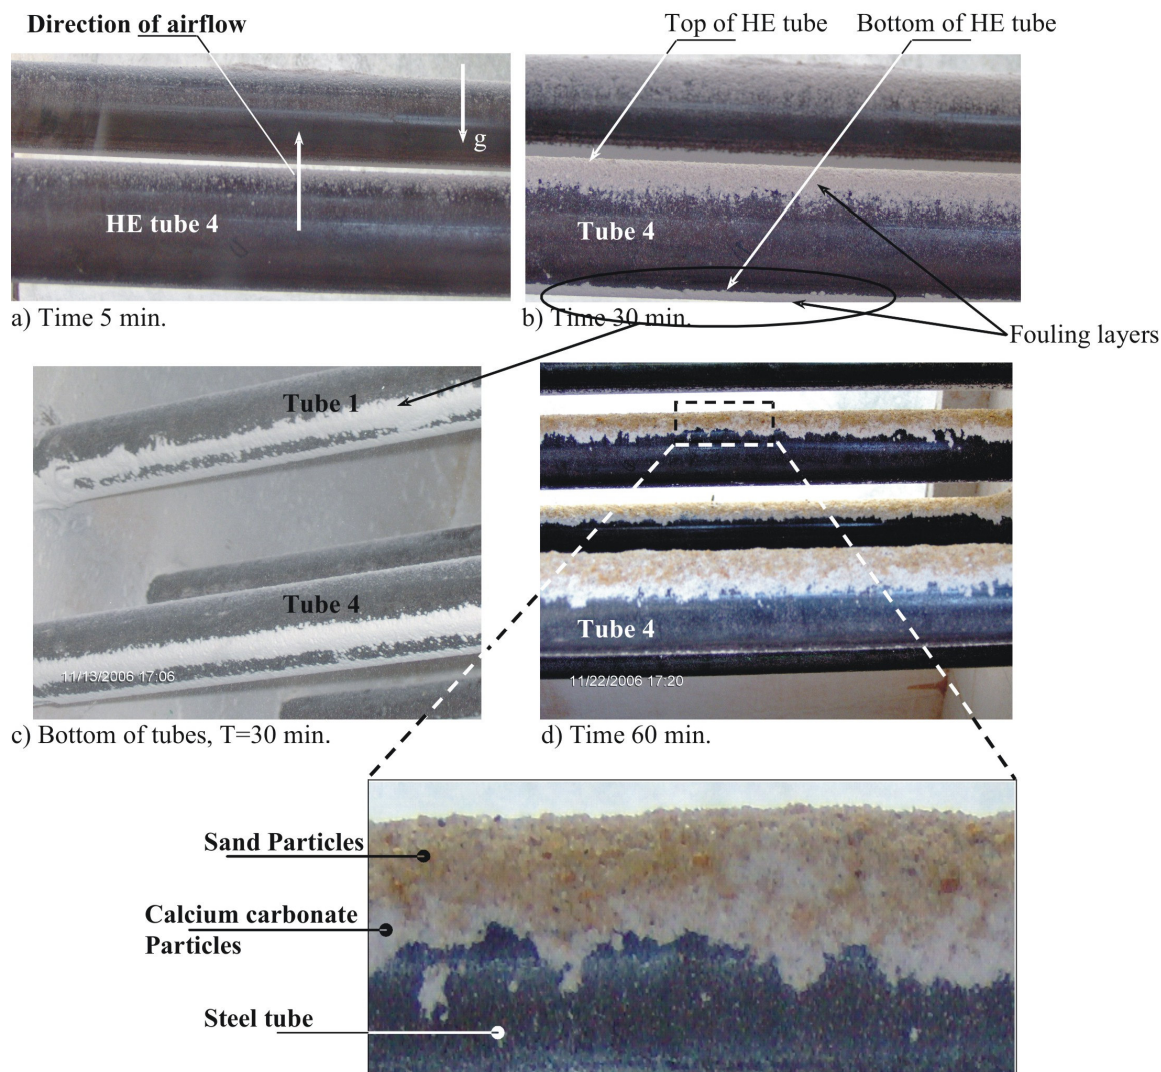 Direction of airflow
Top of HE tube
Bottom of HE tube
g
HE tube 4
Tube 4
a) Time 5 min.
b) Time 30 min.
Fouling layers
Tube 1
Tube 4
11/13/2006 17:06
Tube 4
11/22/2006 17:20
c) Bottom of tubes, T=30 min.
d) Time 60 min.
Sand Particles
Calcium carbonate
Particles
Steel tube